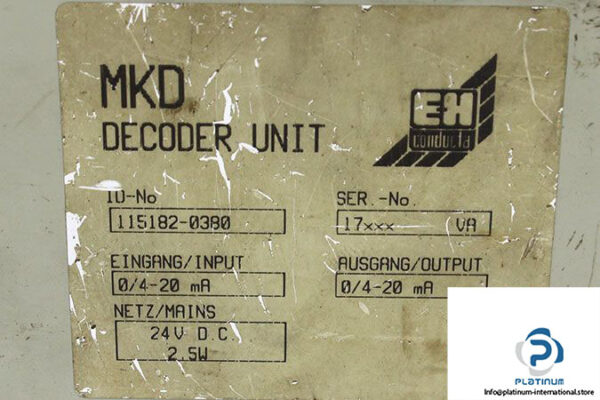 MKD
DECODER UNIT
E+H
conducta
ID-No
115182-0380
SER.-No.
17xxx VA
EINGANG/INPUT
0/4-20 mA
AUSGANG/OUTPUT
0/4-20 mA
NETZ/MAINS
24V D.C.
2.5W
PLATINUM
Info@platinum-international.store